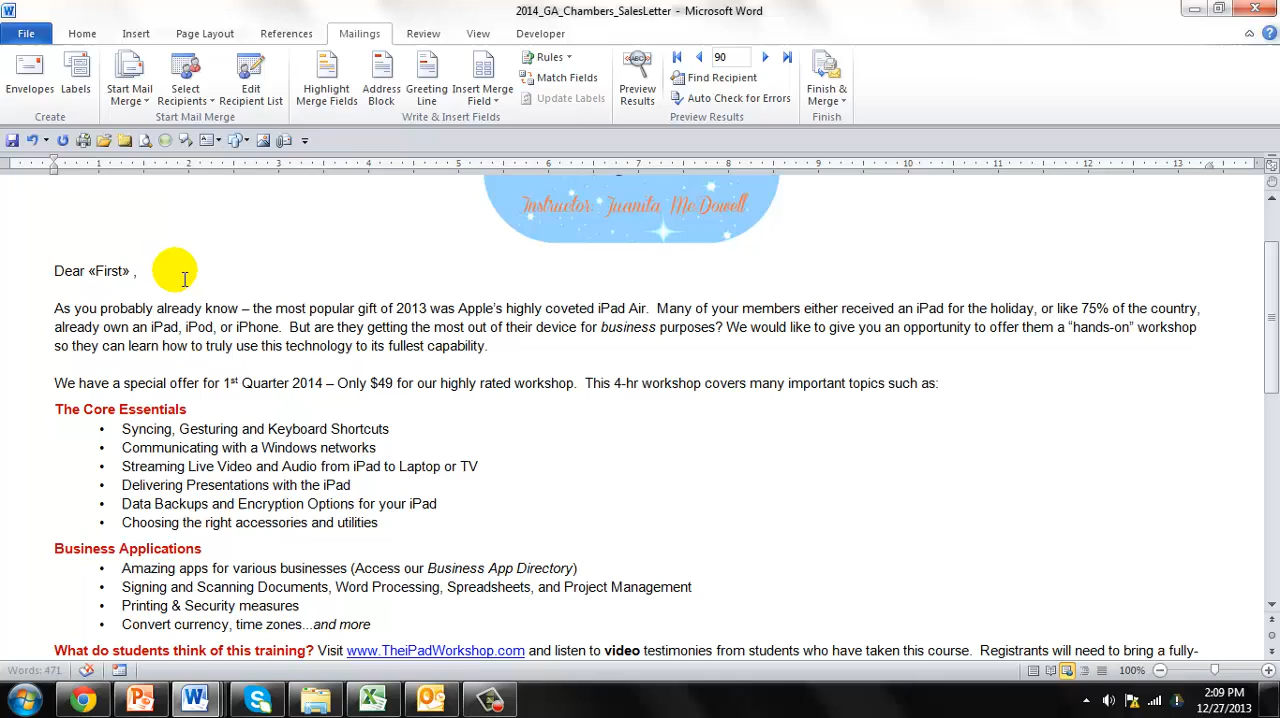 2014_GA_Chambers_SalesLetter - Microsoft Word
File Home Insert Page Layout References Mailings Review View Developer
Envelopes Labels Start Mail Merge Select Recipients Edit Recipient List Highlight Merge Fields Address Block Greeting Line Insert Merge Field Rules Match Fields Update Labels Preview Results 90 Find Recipient Auto Check for Errors Finish & Merge
Create Start Mail Merge Write & Insert Fields Preview Results Finish
1 2 3 4 5 6 7 8 9 10 11 12 13
Instructor: Juanita McDowell
Dear «First» ,
As you probably already know – the most popular gift of 2013 was Apple's highly coveted iPad Air. Many of your members either received an iPad for the holiday, or like 75% of the country,
already own an iPad, iPod, or iPhone. But are they getting the most out of their device for business purposes? We would like to give you an opportunity to offer them a “hands-on” workshop
so they can learn how to truly use this technology to its fullest capability.
We have a special offer for 1st Quarter 2014 – Only $49 for our highly rated workshop. This 4-hr workshop covers many important topics such as:
The Core Essentials
• Syncing, Gesturing and Keyboard Shortcuts
• Communicating with a Windows networks
• Streaming Live Video and Audio from iPad to Laptop or TV
• Delivering Presentations with the iPad
• Data Backups and Encryption Options for your iPad
• Choosing the right accessories and utilities
Business Applications
• Amazing apps for various businesses (Access our Business App Directory)
• Signing and Scanning Documents, Word Processing, Spreadsheets, and Project Management
• Printing & Security measures
• Convert currency, time zones...and more
What do students think of this training? Visit www.TheiPadWorkshop.com and listen to video testimonies from students who have taken this course. Registrants will need to bring a fully-
Words: 471 100%
2:09 PM
12/27/2013